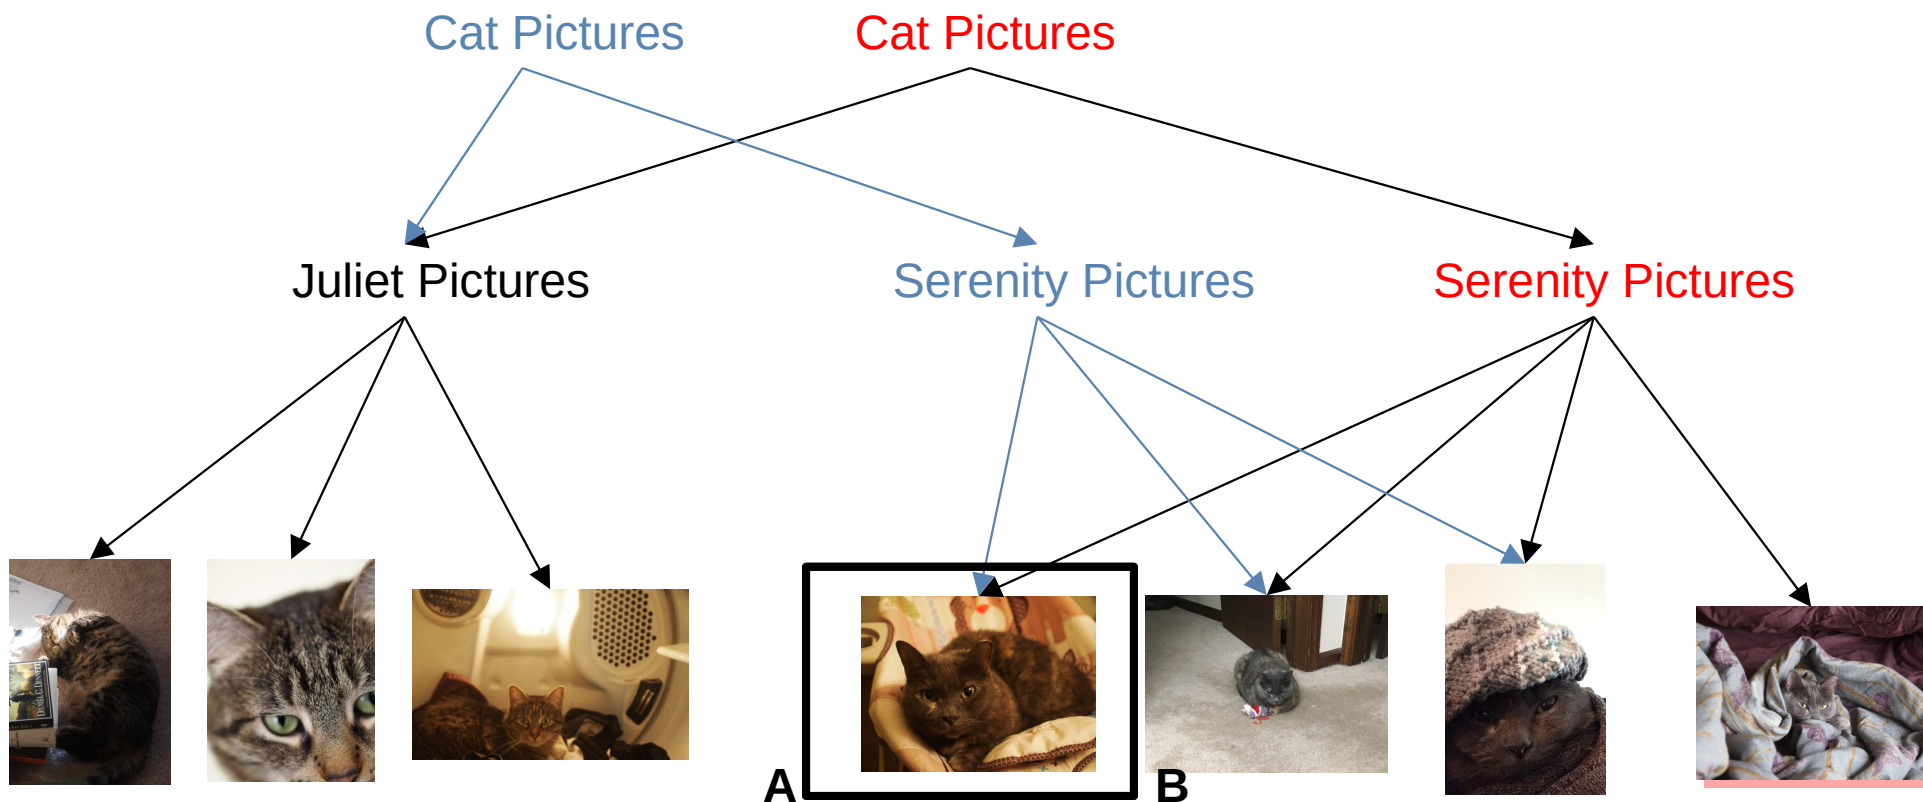 Cat Pictures
Cat Pictures
Juliet Pictures
Serenity Pictures
Serenity Pictures
A
B